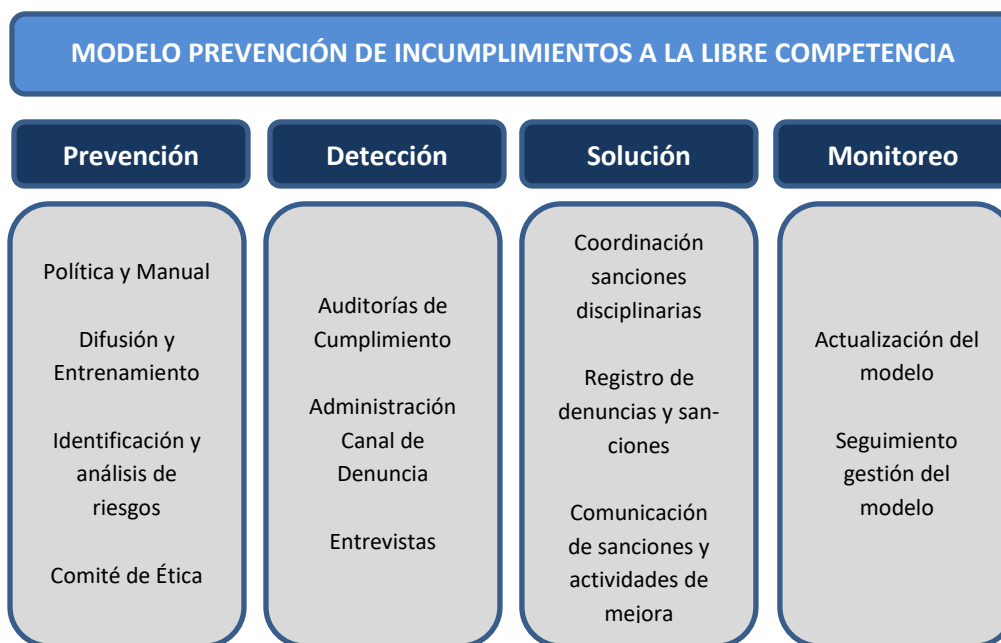 MODELO PREVENCIÓN DE INCUMPLIMIENTOS A LA LIBRE COMPETENCIA
Prevención
Política y Manual
Difusión y
Entrenamiento
Identificación y
análisis de
riesgos
Comité de Ética
Detección
Auditorías de
Cumplimiento
Administración
Canal de
Denuncia
Entrevistas
Solución
Coordinación
sanciones
disciplinarias
Registro de
denuncias y san-
ciones
Comunicación
de sanciones y
actividades de
mejora
Monitoreo
Actualización del
modelo
Seguimiento
gestión del
modelo